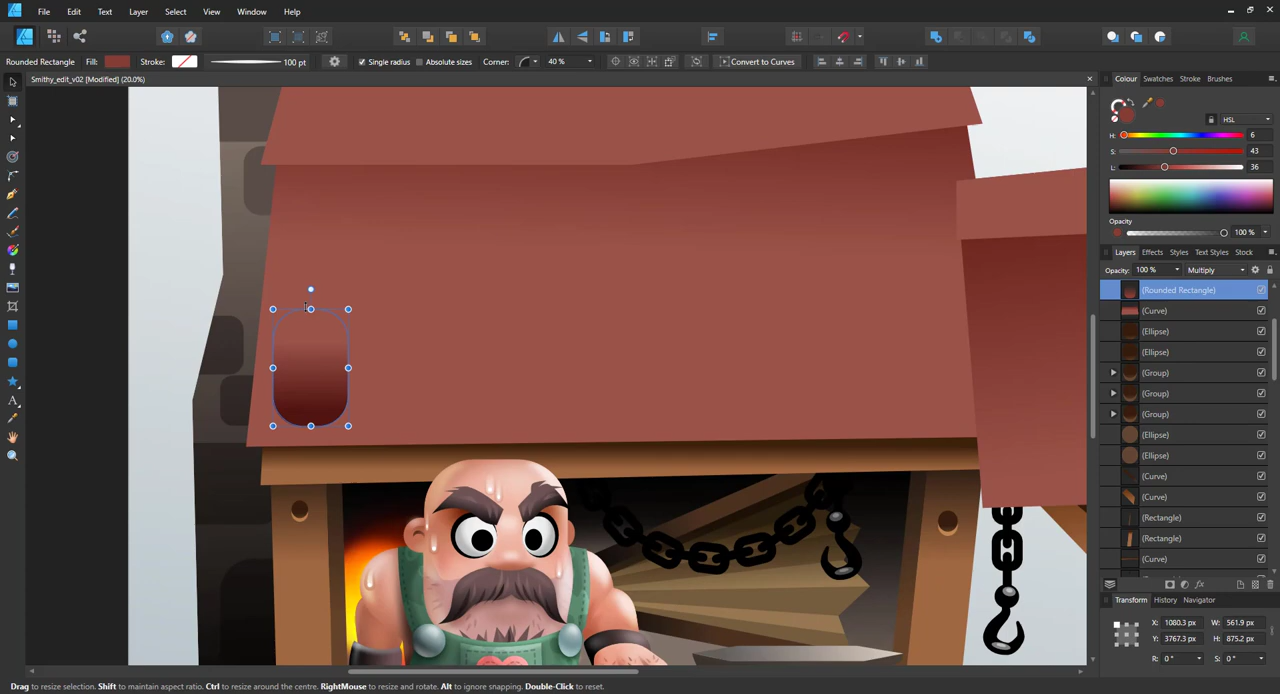 File Edit Text Layer Select View Window Help
Rounded Rectangle Fill: Stroke: 100 pt Single radius Absolute sizes Corner: 40 % Convert to Curves
Smithy_edit_v02 [Modified] (20.0%)
Colour Swatches Stroke Brushes
HSL
H: 6
S: 43
L: 36
Opacity
100 %
Layers Effects Styles Text Styles Stock
Opacity: 100 % Multiply
(Rounded Rectangle)
(Curve)
(Ellipse)
(Ellipse)
(Group)
(Group)
(Group)
(Ellipse)
(Ellipse)
(Curve)
(Curve)
(Rectangle)
(Rectangle)
(Curve)
Transform History Navigator
X: 1080.3 px W: 561.9 px
Y: 3767.3 px H: 875.2 px
R: 0 ° S: 0 °
Drag to resize selection. Shift to maintain aspect ratio. Ctrl to resize around the centre. RightMouse to resize and rotate. Alt to ignore snapping. Double-Click to reset.